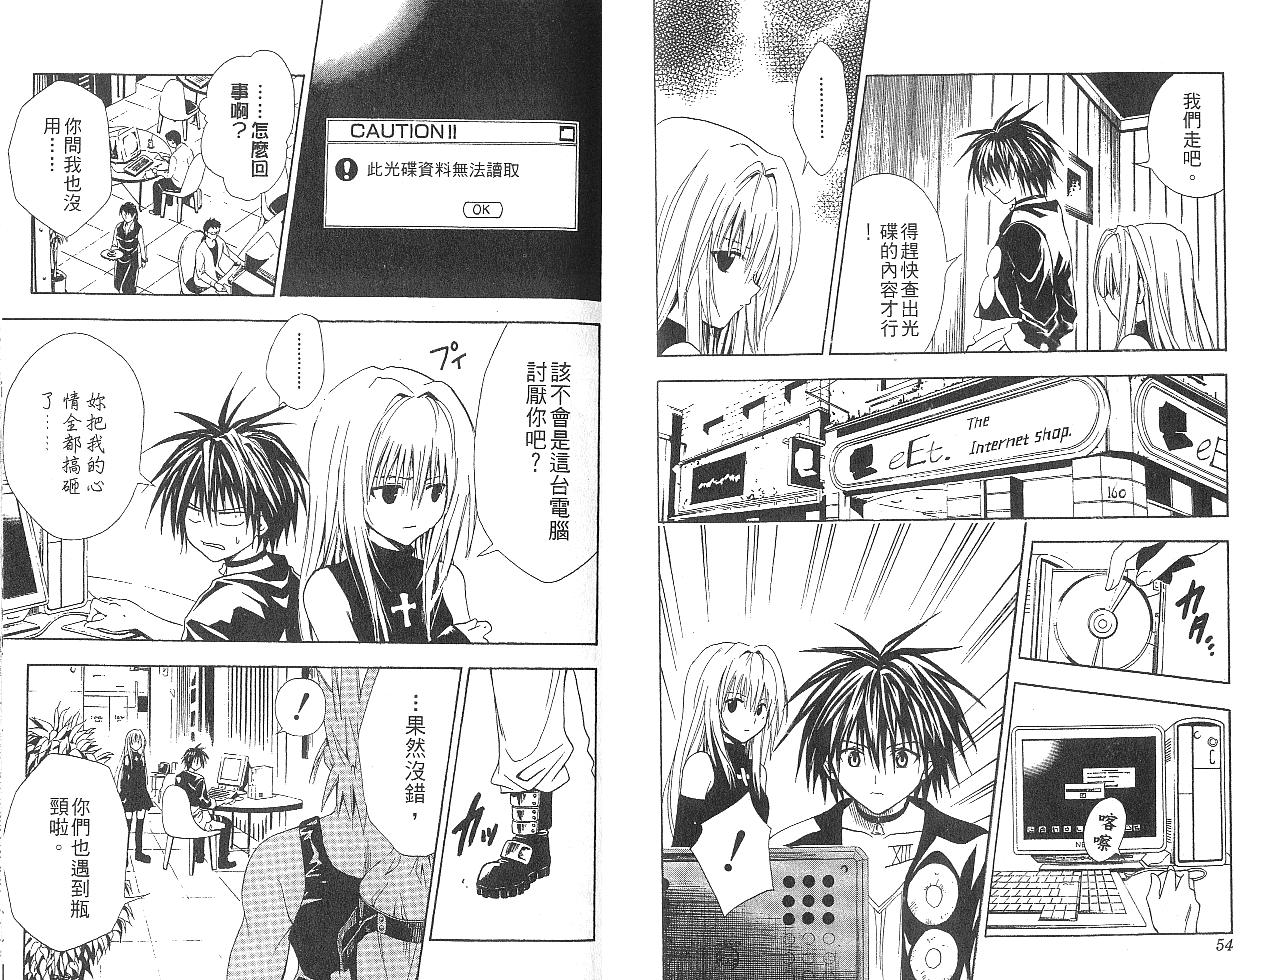 我們走吧。
得趕快查出光
碟的內容才行
！
…………
The
eEt. Internet shop.
eE
160
カタ…
喀
嚓
！
54
CAUTION!!
此光碟資料無法讀取
OK
……怎麼回
事啊？
你問我也沒
用……
該不會是這台電腦
討厭你吧？
プイ
…………
妳把我的心
情全都搞砸
了……
カッ
…果然沒錯，
！
你們也遇到瓶
頸啦。